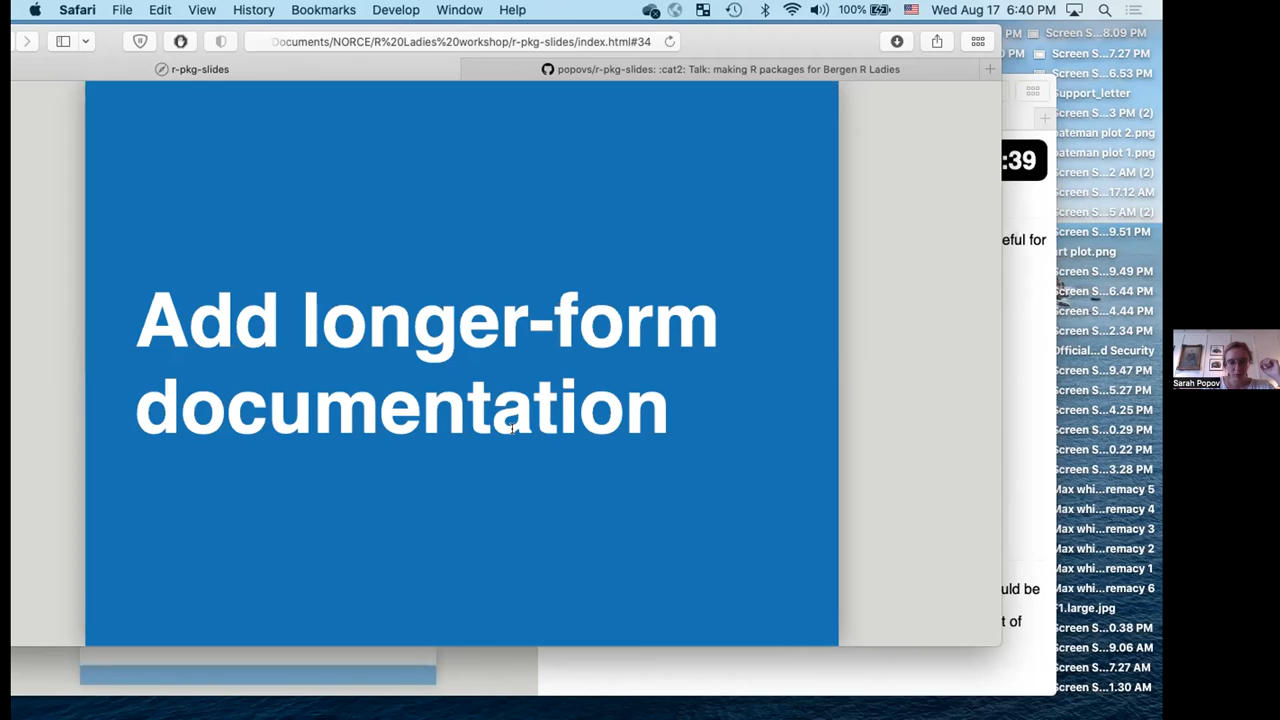 Safari File Edit View History Bookmarks Develop Window Help 100% Wed Aug 17 6:40 PM
Documents/NORCE/R%20Ladies%20workshop/r-pkg-slides/index.html#34
r-pkg-slides
popovs/r-pkg-slides: :cat2: Talk: making R packages for Bergen R Ladies
Add longer-form
documentation
:39
eful for
uld be
t of
PM
Screen S...8.09 PM
PM
Screen S...7.27 PM
Screen S...6.53 PM
Support_letter
Screen S...3 PM (2)
bateman plot 2.png
bateman plot 1.png
Screen S...2 AM (2)
Screen S...17.12 AM
Screen S...5 AM (2)
Screen S...9.51 PM
rt plot.png
Screen S...9.49 PM
Screen S...6.44 PM
Screen S...4.44 PM
Screen S...2.34 PM
Official...d Security
Screen S...9.47 PM
Screen S...5.27 PM
Screen S...4.25 PM
Screen S...0.29 PM
Screen S...0.22 PM
Screen S...3.28 PM
Max whi...remacy 5
Max whi...remacy 4
Max whi...remacy 3
Max whi...remacy 2
Max whi...remacy 1
Max whi...remacy 6
F1.large.jpg
Screen S...0.38 PM
Screen S...9.06 AM
Screen S...7.27 AM
Screen S...1.30 AM
Sarah Popov